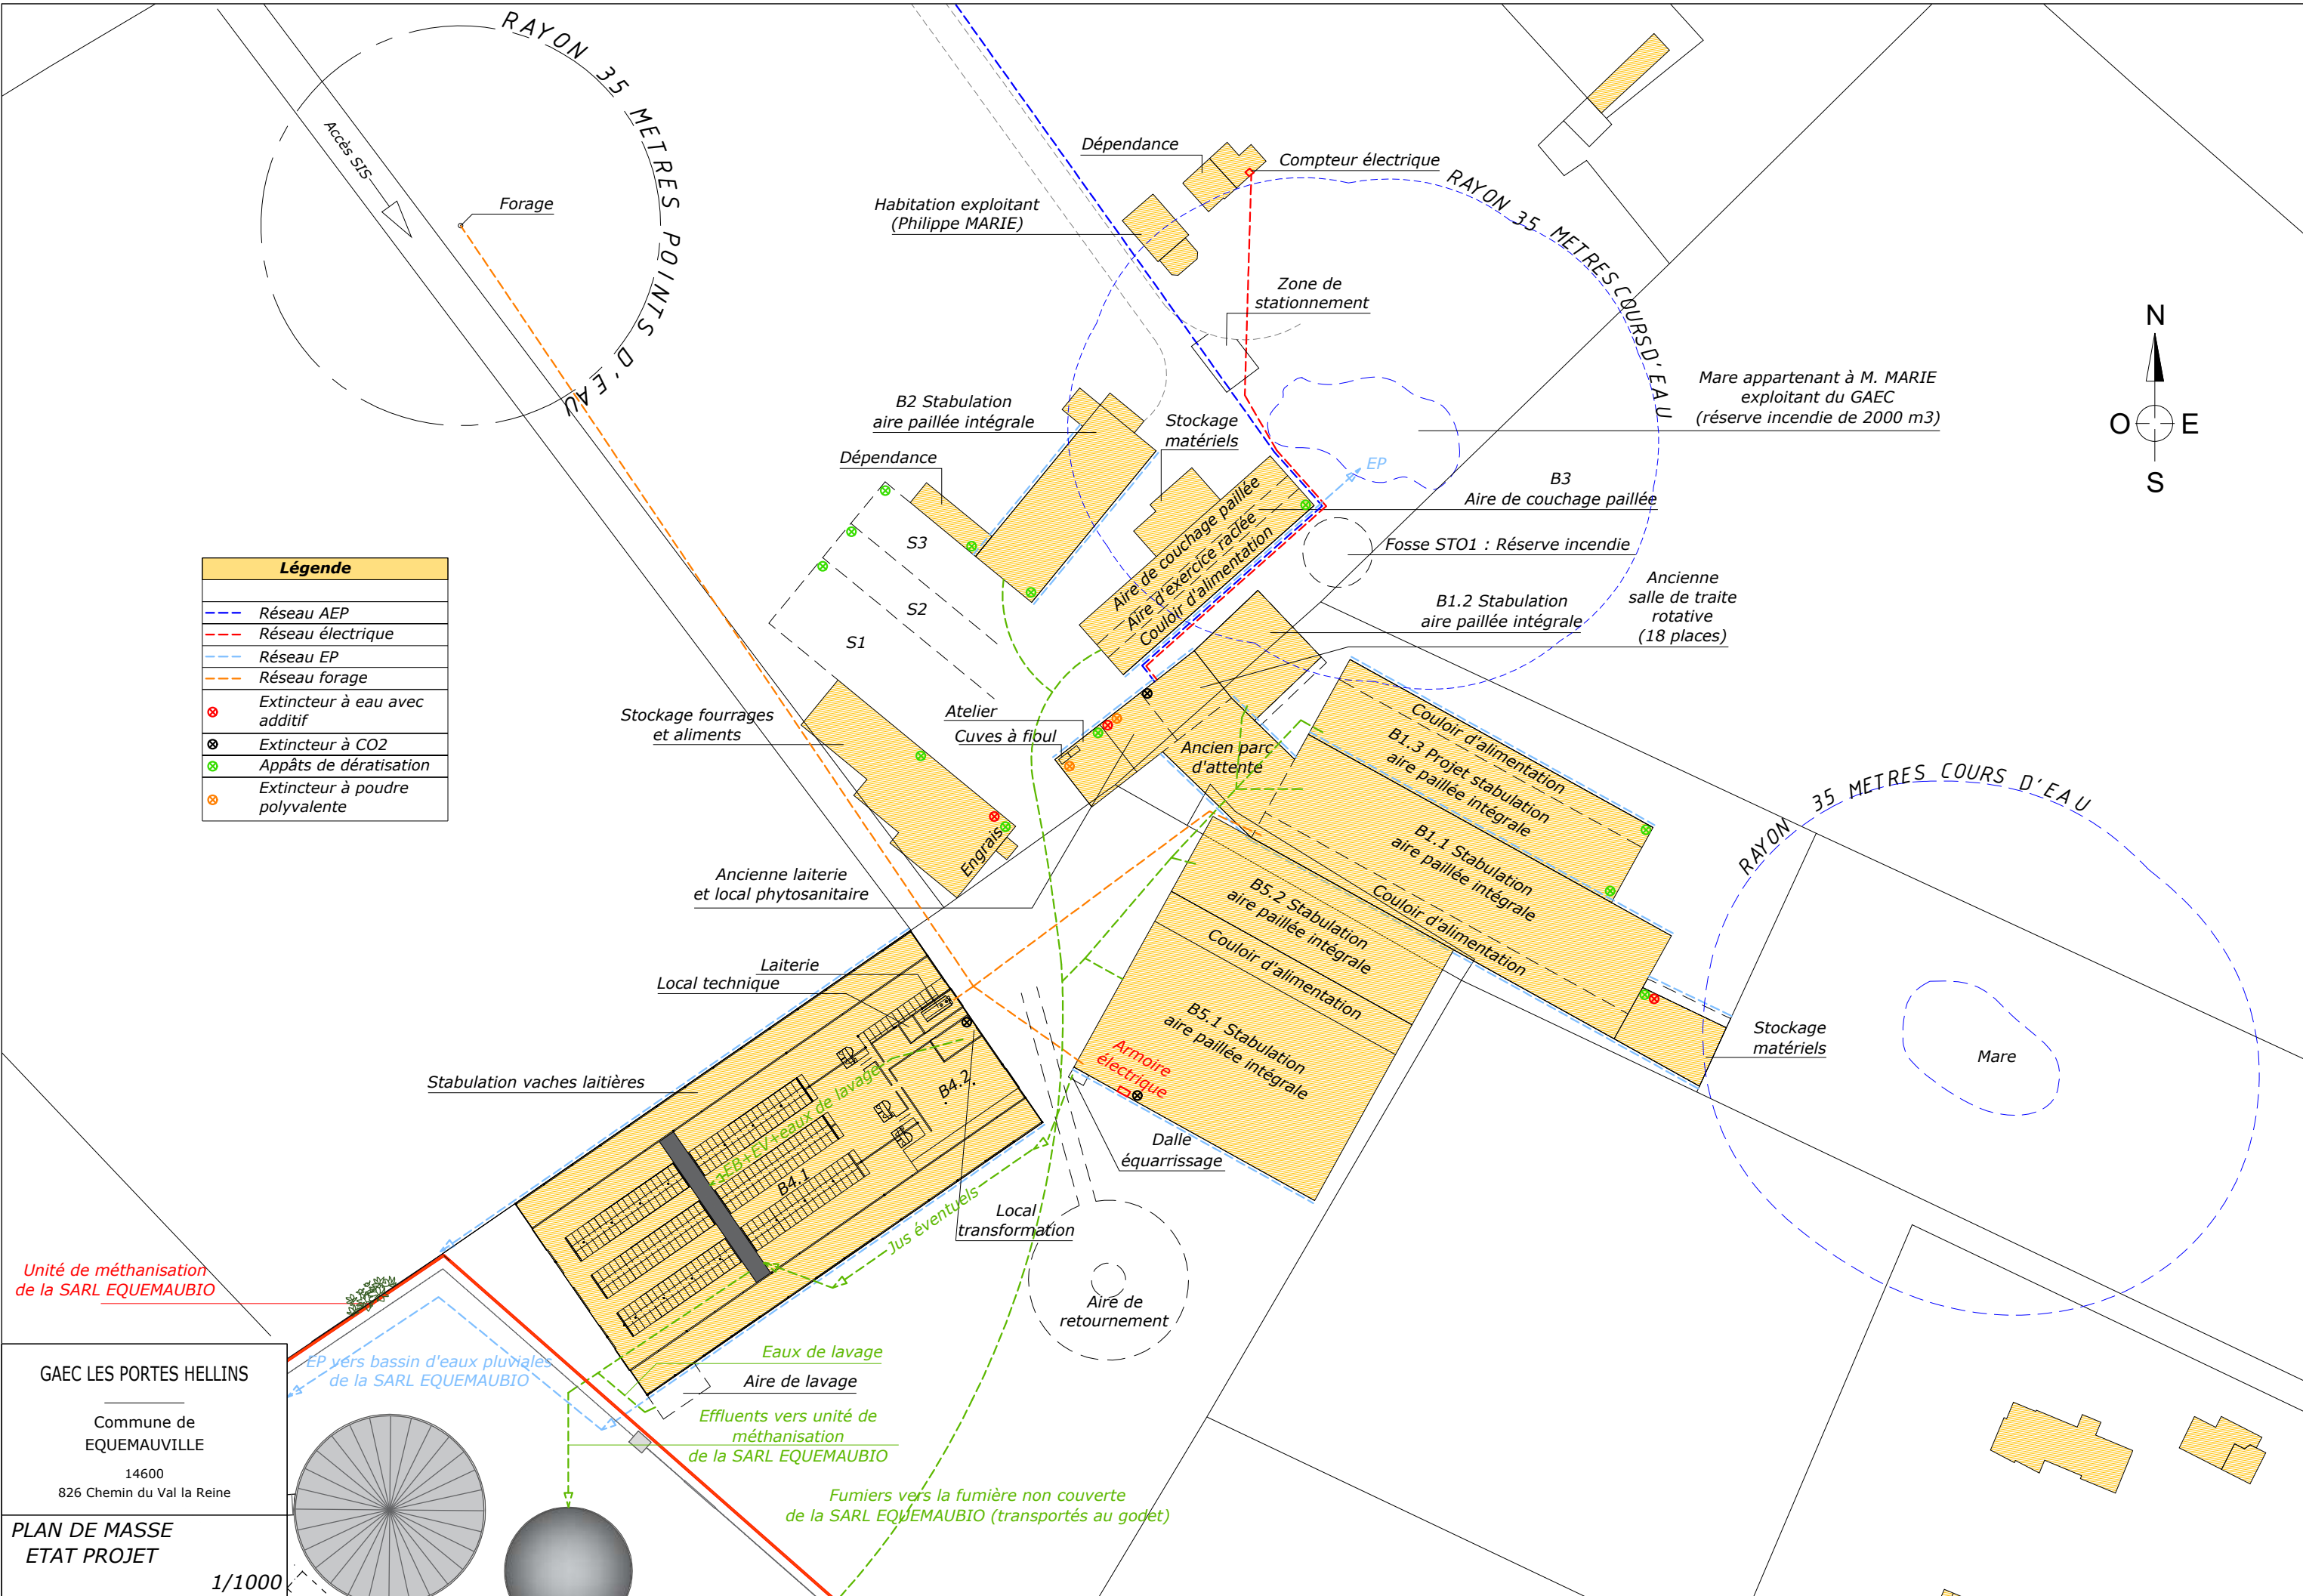 RAYON 35 METRES POINTS D'EAU
Accès SIS
Forage
Dépendance
Compteur électrique
Habitation exploitant
(Philippe MARIE)
RAYON 35 METRES COURS D'EAU
Zone de
stationnement
Mare appartenant à M. MARIE
exploitant du GAEC
(réserve incendie de 2000 m3)
N
O
E
S
B2 Stabulation
aire paillée intégrale
Stockage
matériels
Dépendance
EP
B3
Aire de couchage paillée
Aire de couchage paillée
Aire d'exercice raclée
Couloir d'alimentation
S3
S2
S1
Fosse STO1 : Réserve incendie
Ancienne
salle de traite
rotative
(18 places)
B1.2 Stabulation
aire paillée intégrale
Légende
Réseau AEP
Réseau électrique
Réseau EP
Réseau forage
Extincteur à eau avec
additif
Extincteur à CO2
Appâts de dératisation
Extincteur à poudre
polyvalente
Stockage fourrages
et aliments
Atelier
Cuves à fioul
Ancien parc
d'attente
Couloir d'alimentation
B1.3 Projet stabulation
aire paillée intégrale
B1.1 Stabulation
aire paillée intégrale
Couloir d'alimentation
RAYON 35 METRES COURS D'EAU
Engrais
Ancienne laiterie
et local phytosanitaire
B5.2 Stabulation
aire paillée intégrale
Couloir d'alimentation
B5.1 Stabulation
aire paillée intégrale
Laiterie
Local technique
Armoire
électrique
Stockage
matériels
Mare
Stabulation vaches laitières
B4.2
EB+EV+eaux de lavage
B4.1
Dalle
équarrissage
Jus éventuels
Local
transformation
Aire de
retournement
Unité de méthanisation
de la SARL EQUEMAUBIO
EP vers bassin d'eaux pluviales
de la SARL EQUEMAUBIO
Eaux de lavage
Aire de lavage
Effluents vers unité de
méthanisation
de la SARL EQUEMAUBIO
Fumiers vers la fumière non couverte
de la SARL EQUEMAUBIO (transportés au godet)
GAEC LES PORTES HELLINS
Commune de
EQUEMAUVILLE
14600
826 Chemin du Val la Reine
PLAN DE MASSE
ETAT PROJET
1/1000